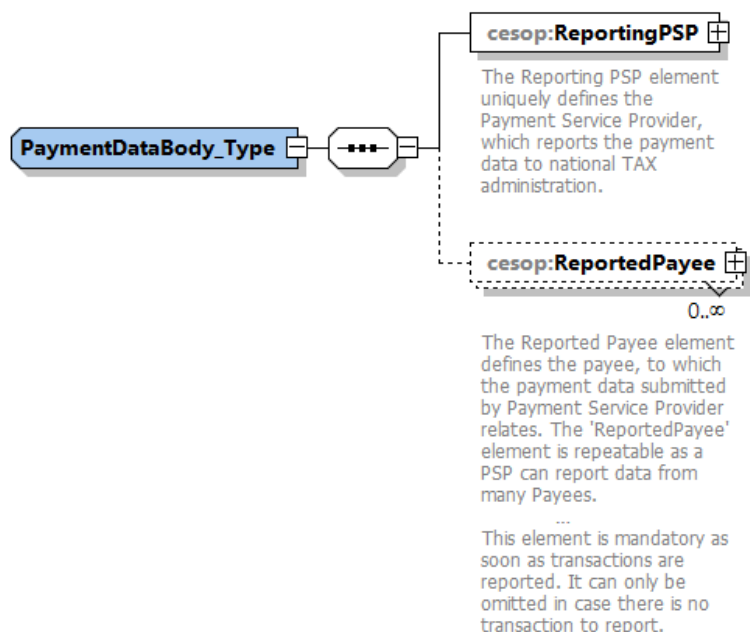 cesop:ReportingPSP
The Reporting PSP element
uniquely defines the
Payment Service Provider,
which reports the payment
data to national TAX
administration.
PaymentDataBody_Type
cesop:ReportedPayee
0..∞
The Reported Payee element
defines the payee, to which
the payment data submitted
by Payment Service Provider
relates. The 'ReportedPayee'
element is repeatable as a
PSP can report data from
many Payees.
...
This element is mandatory as
soon as transactions are
reported. It can only be
omitted in case there is no
transaction to report.